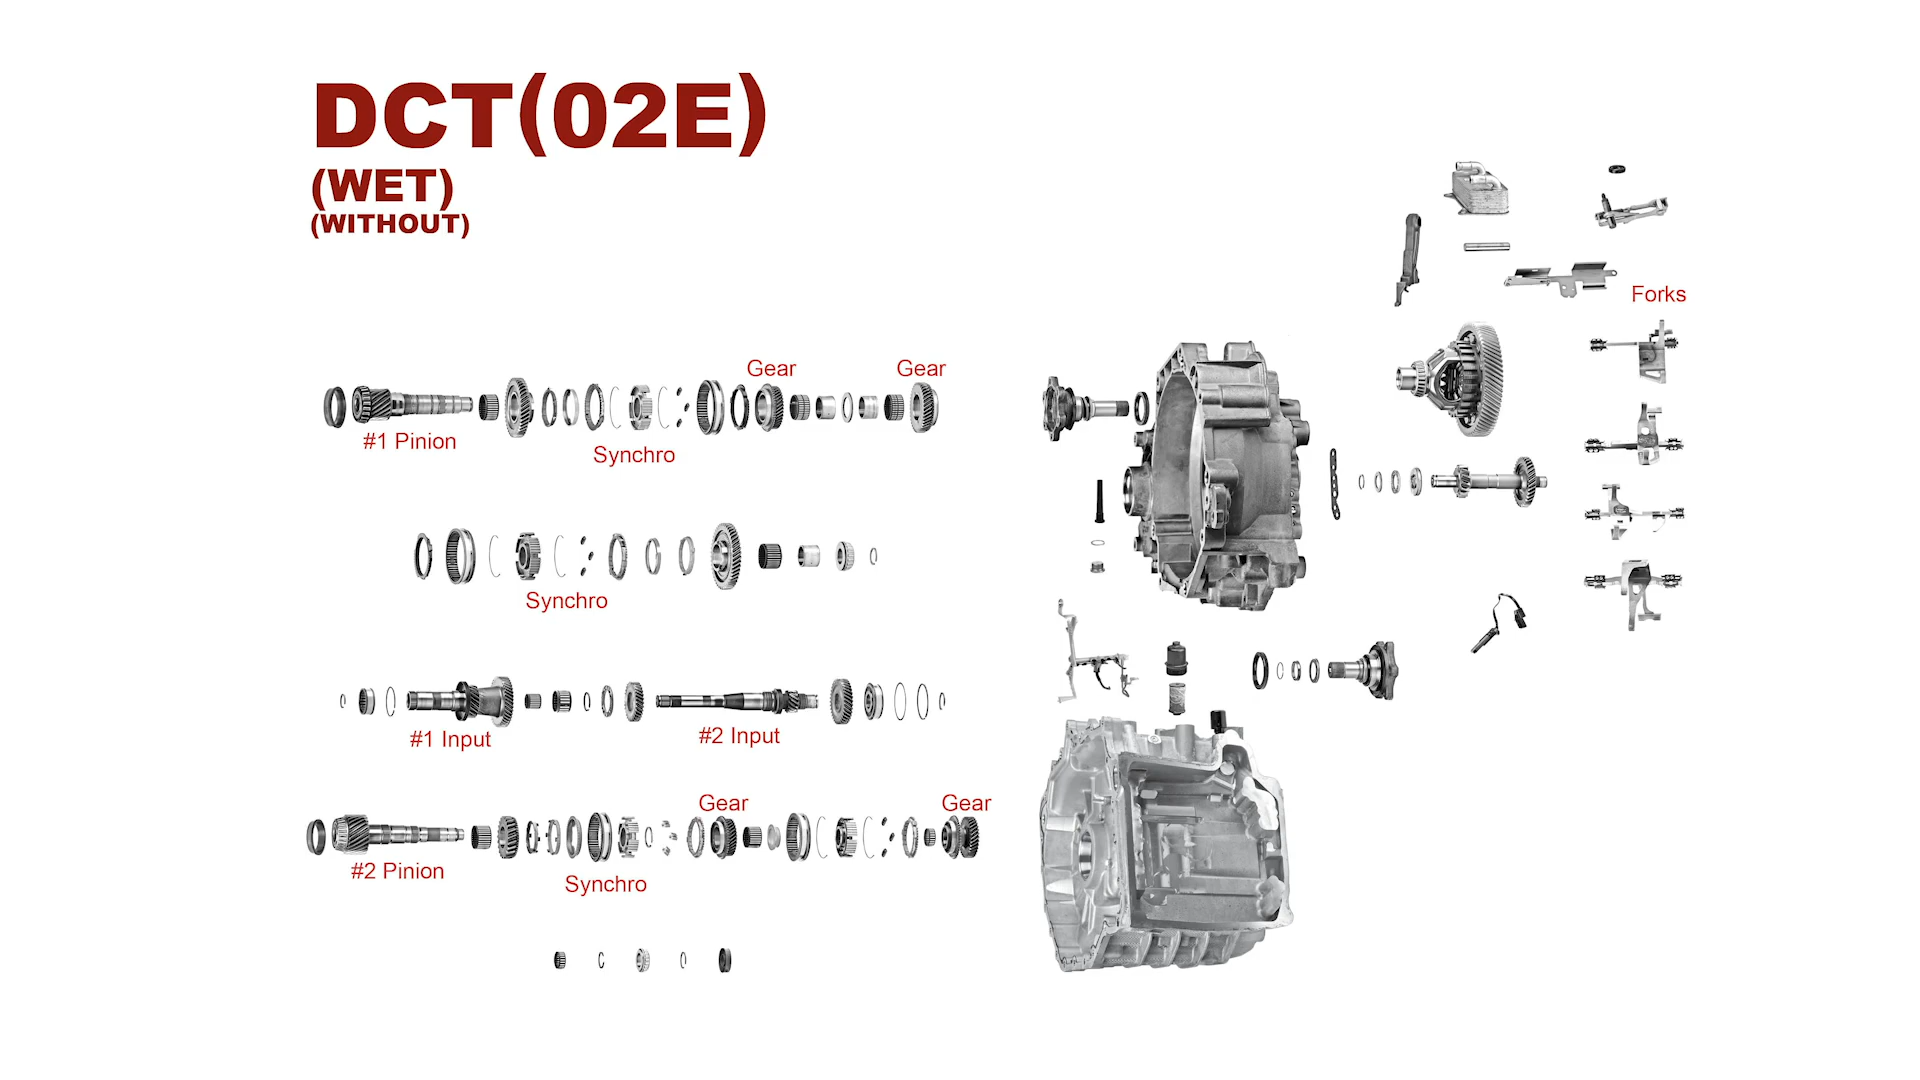 DCT(02E)
(WET)
(WITHOUT)
Forks
Gear
Gear
#1 Pinion
Synchro
Synchro
#1 Input
#2 Input
Gear
Gear
#2 Pinion
Synchro